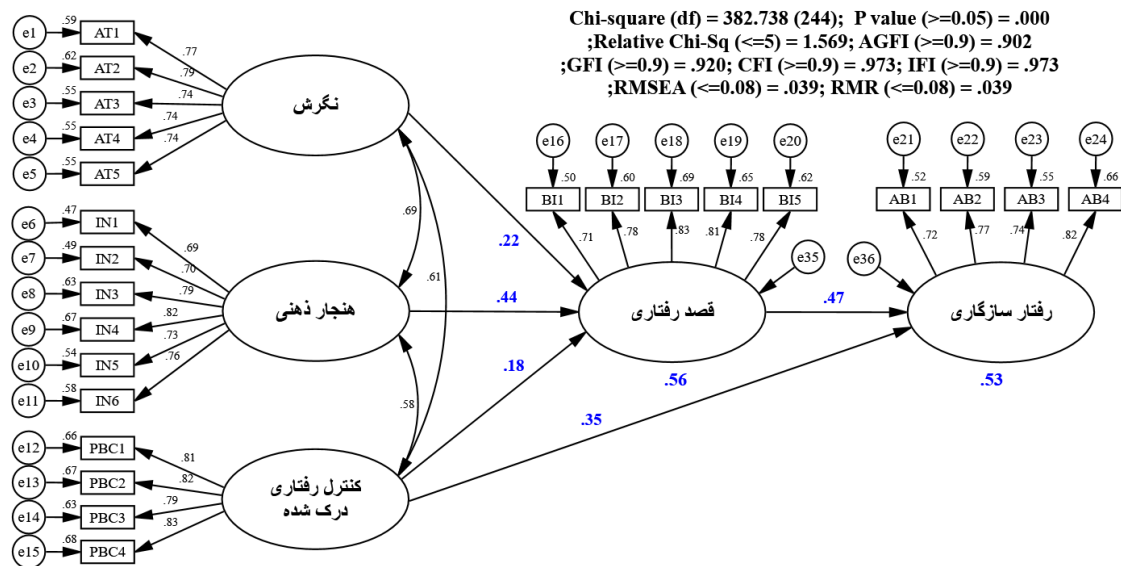 Chi-square (df) = 382.738 (244); P value (>=0.05) = .000
;Relative Chi-Sq (<=5) = 1.569; AGFI (>=0.9) = .902
;GFI (>=0.9) = .920; CFI (>=0.9) = .973; IFI (>=0.9) = .973
;RMSEA (<=0.08) = .039; RMR (<=0.08) = .039
e1 .59 AT1 .77
e2 .62 AT2 .79
e3 .55 AT3 .74
e4 .55 AT4 .74
e5 .55 AT5 .74
نگرش
e6 .47 IN1 .69
e7 .49 IN2 .70
e8 .63 IN3 .79
e9 .67 IN4 .82
e10 .54 IN5 .73
e11 .58 IN6 .76
هنجار ذهنی
e12 .66 PBC1 .81
e13 .67 PBC2 .82
e14 .63 PBC3 .79
e15 .68 PBC4 .83
کنترل رفتاری
درک شده
.69
.61
.58
.22
.44
.18
.35
e16 e17 e18 e19 e20
.50 .60 .69 .65 .62
BI1 BI2 BI3 BI4 BI5
.71 .78 .83 .81 .78
e35
قصد رفتاری
.56
.47
e21 e22 e23 e24
.52 .59 .55 .66
AB1 AB2 AB3 AB4
.72 .77 .74 .82
e36
رفتار سازگاری
.53